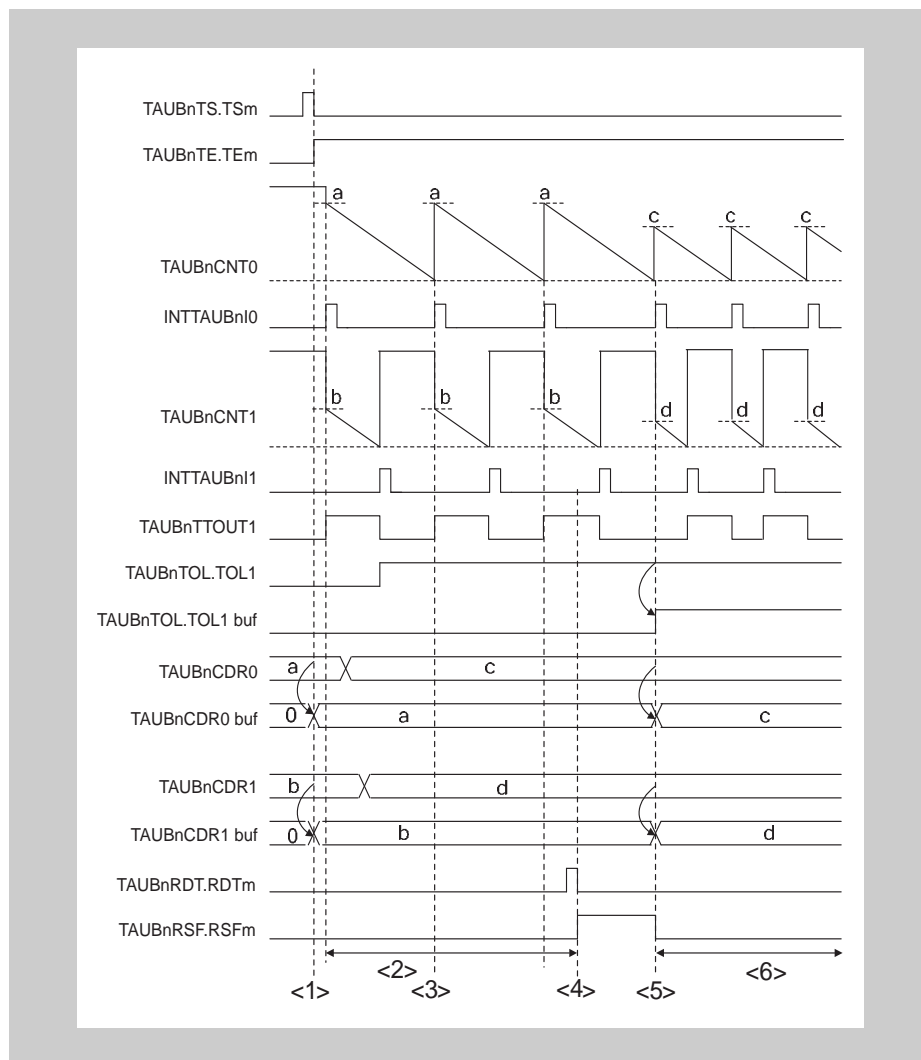 TAUBnTS.TSm
TAUBnTE.TEm
a a a
c c c
TAUBnCNT0
INTTAUBnI0
b b b
d d d
TAUBnCNT1
INTTAUBnI1
TAUBnTTOUT1
TAUBnTOL.TOL1
TAUBnTOL.TOL1 buf
TAUBnCDR0 a c
TAUBnCDR0 buf 0 a c
TAUBnCDR1 b d
TAUBnCDR1 buf 0 b d
TAUBnRDT.RDTm
TAUBnRSF.RSFm
<2> <6>
<1> <3> <4> <5>